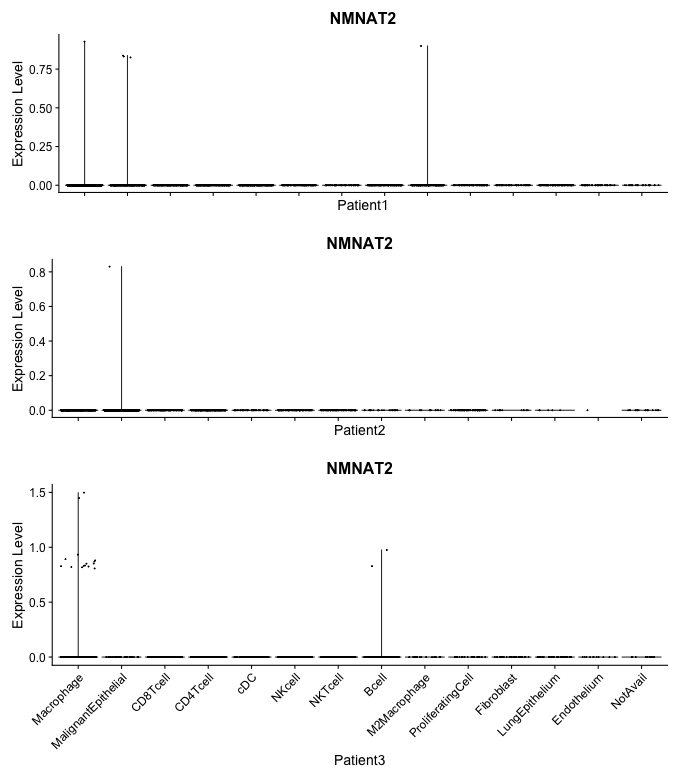 NMNAT2
Expression Level
0.75
0.50
0.25
0.00
Patient1
NMNAT2
Expression Level
0.8
0.6
0.4
0.2
0.0
Patient2
NMNAT2
Expression Level
1.5
1.0
0.5
0.0
Macrophage
MalignantEpithelial
CD8Tcell
CD4Tcell
cDC
NKcell
NKTcell
Bcell
M2Macrophage
ProliferatingCell
Fibroblast
LungEpithelium
Endothelium
NotAvail
Patient3